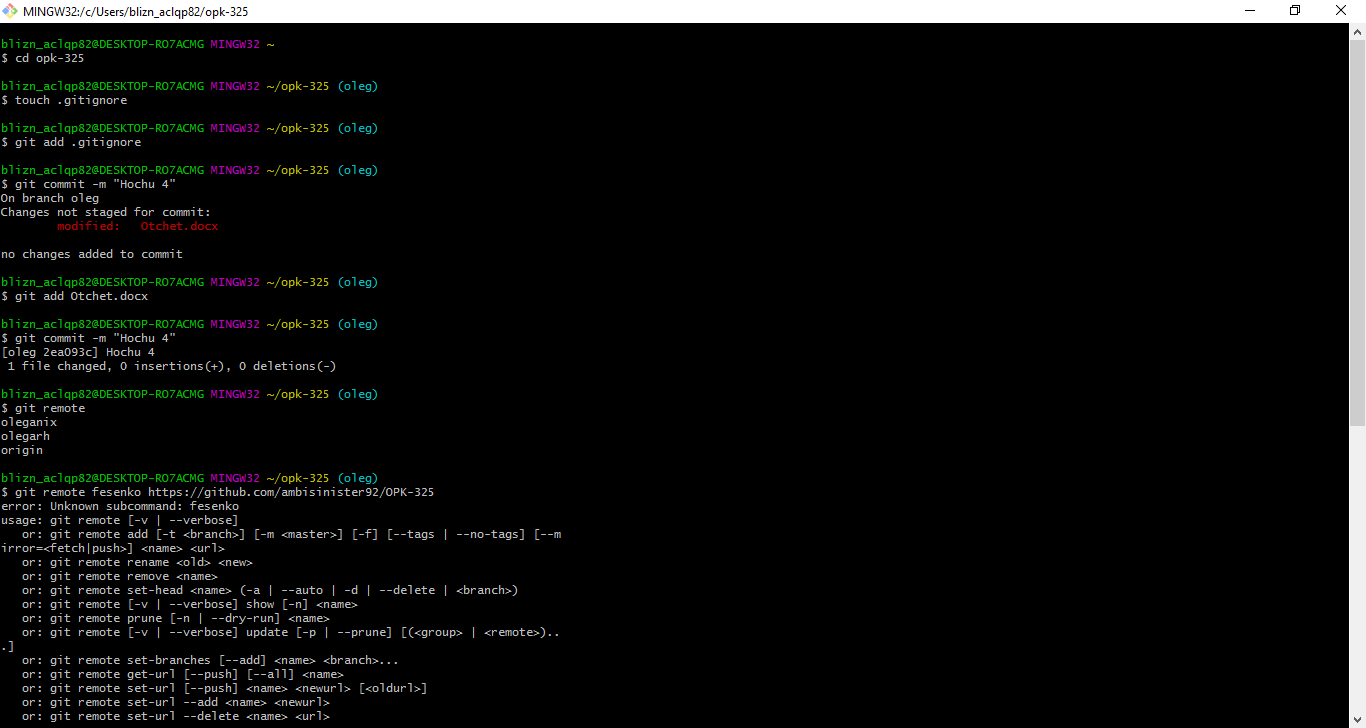 MINGW32:/c/Users/blizn_aclqp82/opk-325
blizn_aclqp82@DESKTOP-RO7ACMG MINGW32 ~
$ cd opk-325
blizn_aclqp82@DESKTOP-RO7ACMG MINGW32 ~/opk-325 (oleg)
$ touch .gitignore
blizn_aclqp82@DESKTOP-RO7ACMG MINGW32 ~/opk-325 (oleg)
$ git add .gitignore
blizn_aclqp82@DESKTOP-RO7ACMG MINGW32 ~/opk-325 (oleg)
$ git commit -m "Hochu 4"
On branch oleg
Changes not staged for commit:
        modified:   Otchet.docx
no changes added to commit
blizn_aclqp82@DESKTOP-RO7ACMG MINGW32 ~/opk-325 (oleg)
$ git add Otchet.docx
blizn_aclqp82@DESKTOP-RO7ACMG MINGW32 ~/opk-325 (oleg)
$ git commit -m "Hochu 4"
[oleg 2ea093c] Hochu 4
 1 file changed, 0 insertions(+), 0 deletions(-)
blizn_aclqp82@DESKTOP-RO7ACMG MINGW32 ~/opk-325 (oleg)
$ git remote
oleganix
olegarh
origin
blizn_aclqp82@DESKTOP-RO7ACMG MINGW32 ~/opk-325 (oleg)
$ git remote fesenko https://github.com/ambisinister92/OPK-325
error: Unknown subcommand: fesenko
usage: git remote [-v | --verbose]
   or: git remote add [-t <branch>] [-m <master>] [-f] [--tags | --no-tags] [--m
irror=<fetch|push>] <name> <url>
   or: git remote rename <old> <new>
   or: git remote remove <name>
   or: git remote set-head <name> (-a | --auto | -d | --delete | <branch>)
   or: git remote [-v | --verbose] show [-n] <name>
   or: git remote prune [-n | --dry-run] <name>
   or: git remote [-v | --verbose] update [-p | --prune] [(<group> | <remote>)..
.]
   or: git remote set-branches [--add] <name> <branch>...
   or: git remote get-url [--push] [--all] <name>
   or: git remote set-url [--push] <name> <newurl> [<oldurl>]
   or: git remote set-url --add <name> <newurl>
   or: git remote set-url --delete <name> <url>